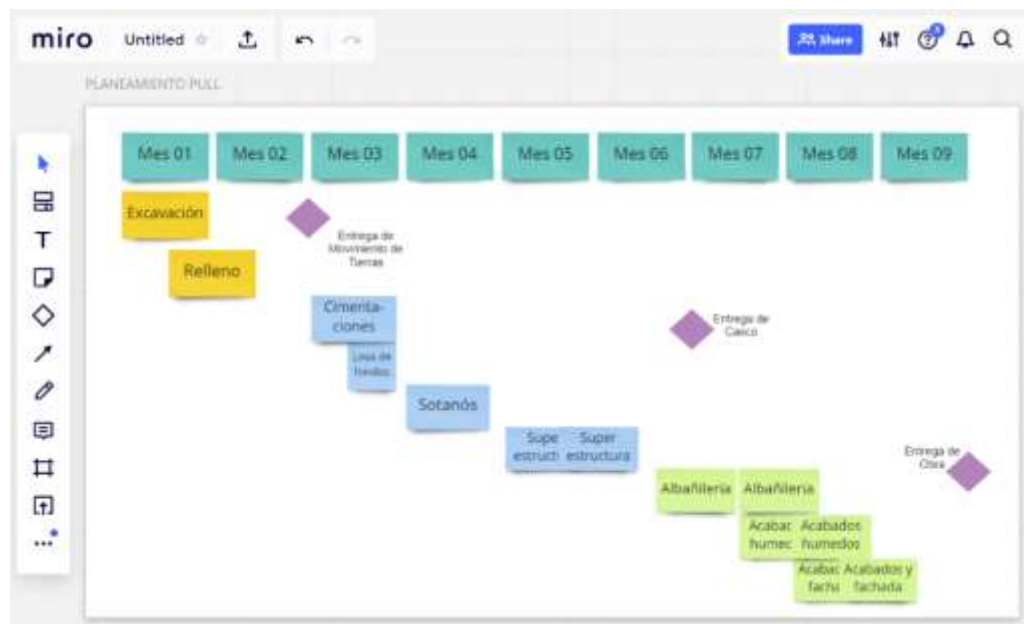 miro
Untitled
Share
PLANEAMIENTO PULL
Mes 01
Mes 02
Mes 03
Mes 04
Mes 05
Mes 06
Mes 07
Mes 08
Mes 09
Excavación
Entrega de
Movimiento de
Tierras
Relleno
Cimenta-
ciones
Losa de
fondos
Entrega de
Casco
Sotanós
Supe
estructu
Super
estructura
Entrega de
Obra
Albañilería
Albañilería
Acabac
humec
Acabados
humedos
Acabac
facha
Acabados y
fachada
T